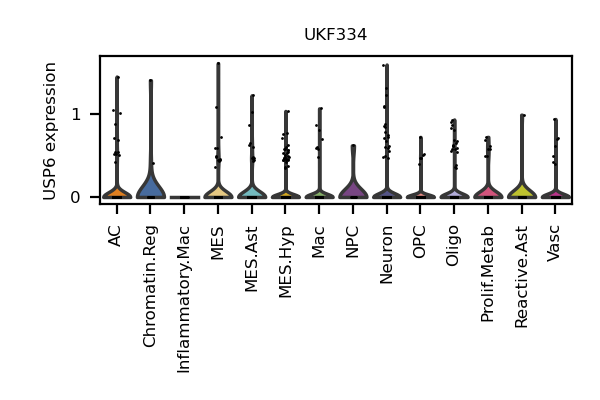 UKF334
USP6 expression
1
0
AC
Chromatin.Reg
Inflammatory.Mac
MES
MES.Ast
MES.Hyp
Mac
NPC
Neuron
OPC
Oligo
Prolif.Metab
Reactive.Ast
Vasc